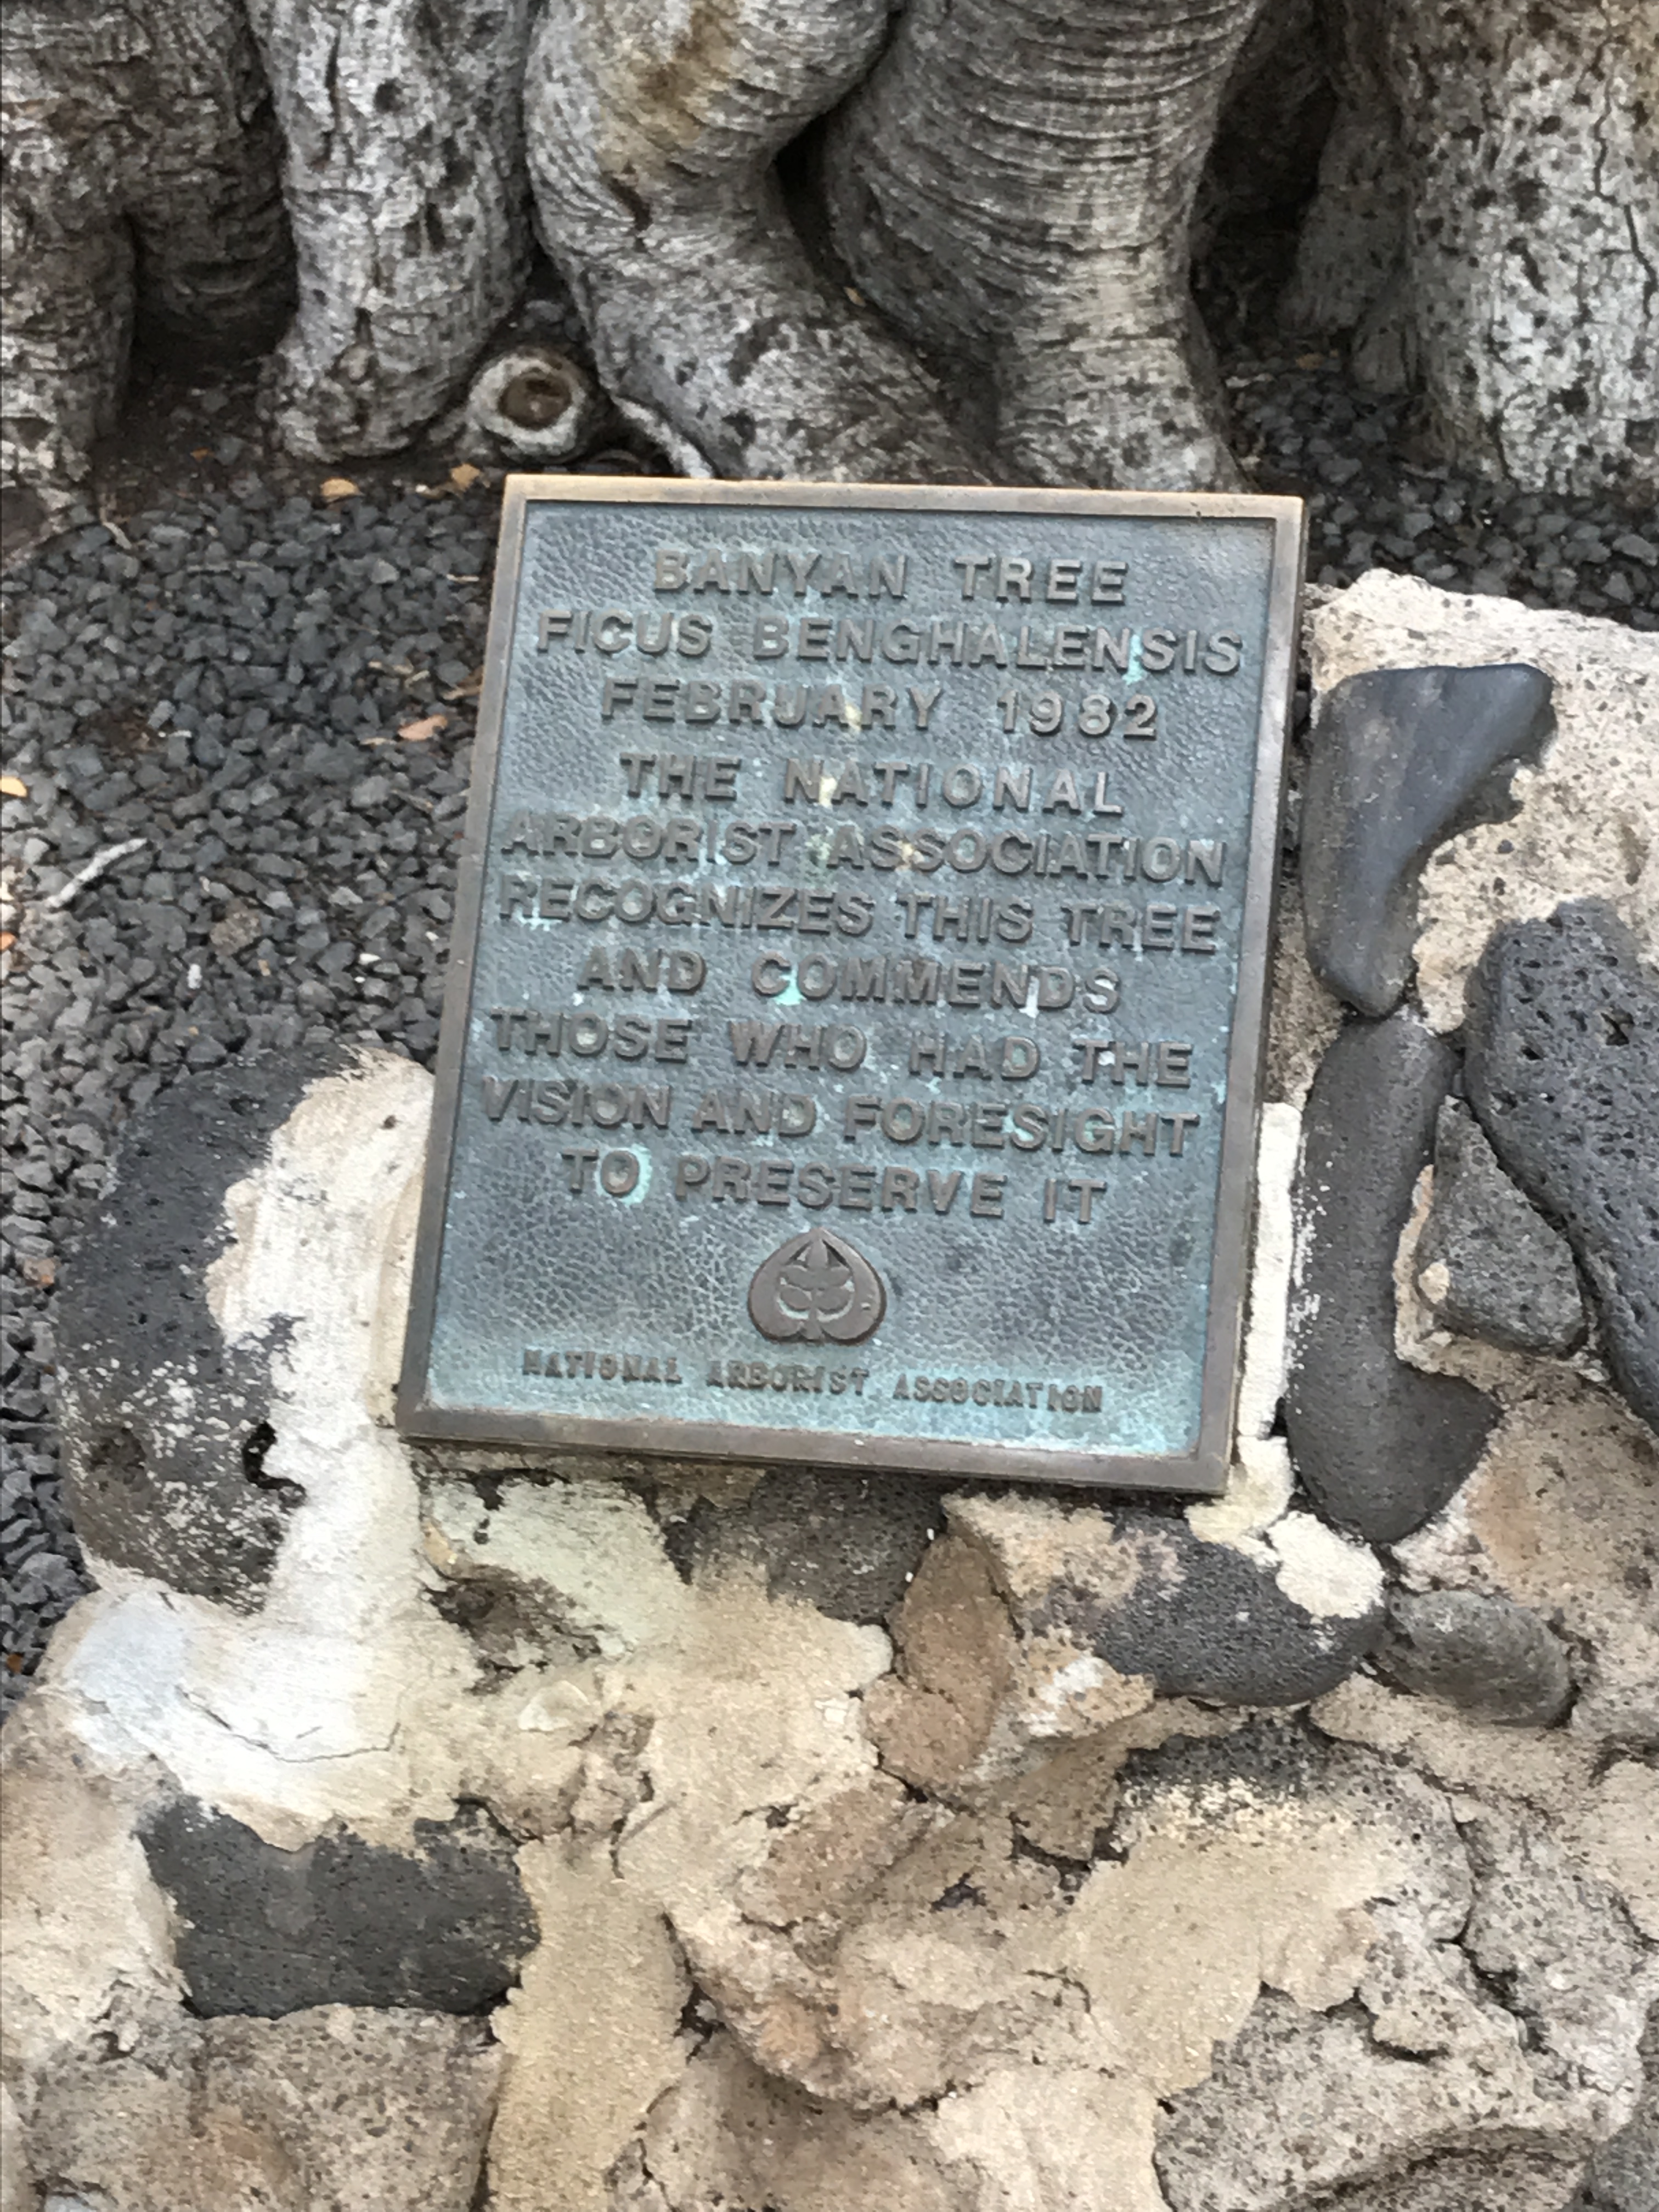 BANYAN TREE
FICUS BENGHALENSIS
FEBRUARY 1982
THE NATIONAL
ARBORIST ASSOCIATION
RECOGNIZES THIS TREE
AND COMMENDS
THOSE WHO HAD THE
VISION AND FORESIGHT
TO PRESERVE IT
NATIONAL ARBORIST ASSOCIATION